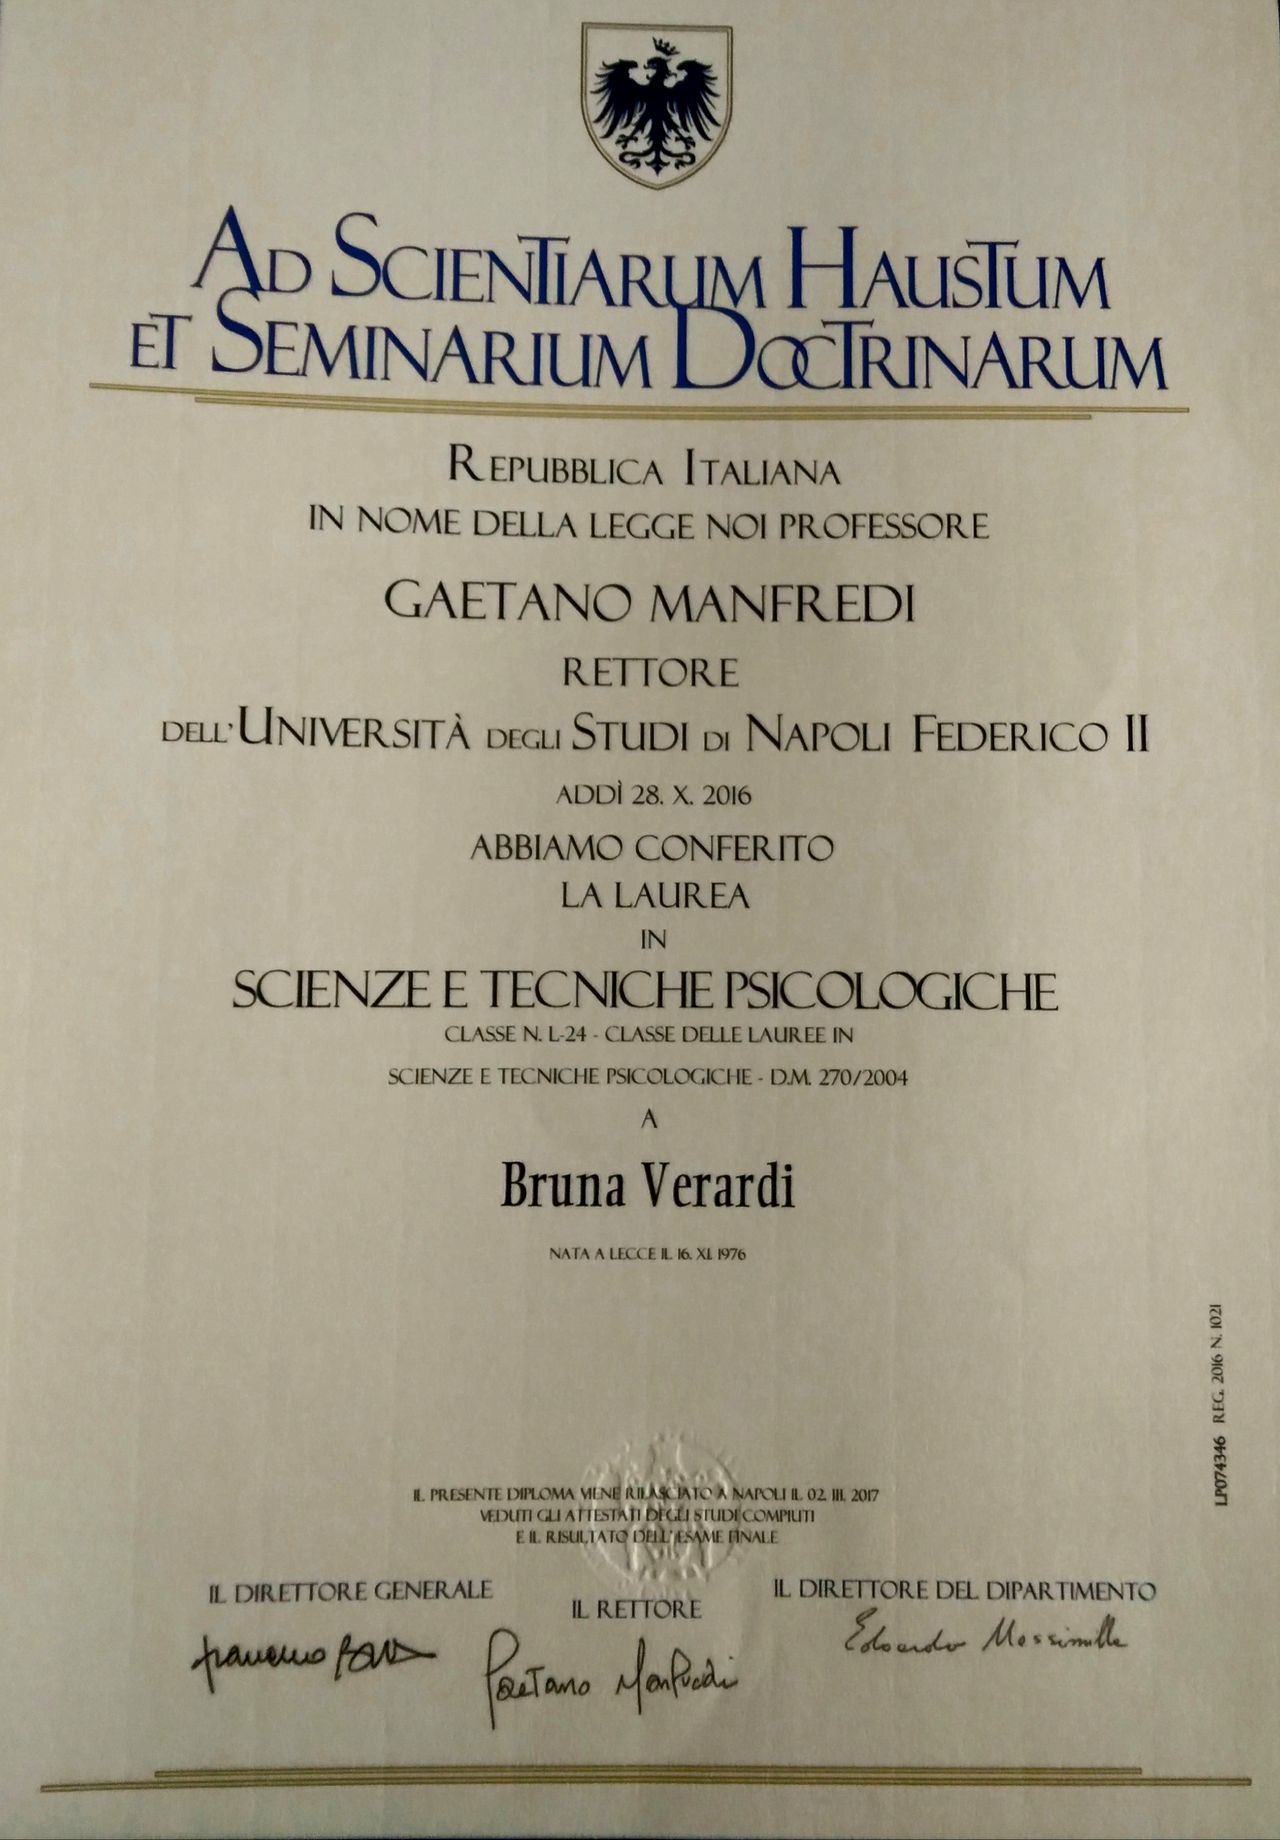 Ad Scientiarum Haustum
et Seminarium Doctrinarum
Repubblica Italiana
IN NOME DELLA LEGGE NOI PROFESSORE
GAETANO MANFREDI
RETTORE
DELL'UNIVERSITÀ DEGLI STUDI DI NAPOLI FEDERICO II
ADDÌ 28. X. 2016
ABBIAMO CONFERITO
LA LAUREA
IN
SCIENZE E TECNICHE PSICOLOGICHE
CLASSE N. L-24 - CLASSE DELLE LAUREE IN
SCIENZE E TECNICHE PSICOLOGICHE - D.M. 270/2004
A
Bruna Verardi
NATA A LECCE IL 16. XI. 1976
LP074346 REG. 2016 N. 1021
IL PRESENTE DIPLOMA VIENE RILASCIATO A NAPOLI IL 02. III. 2017
VEDUTI GLI ATTESTATI DEGLI STUDI COMPIUTI
E IL RISULTATO DELL'ESAME FINALE
IL DIRETTORE GENERALE
IL RETTORE
IL DIRETTORE DEL DIPARTIMENTO
Gaetano Manfredi
Edoardo Massimilla